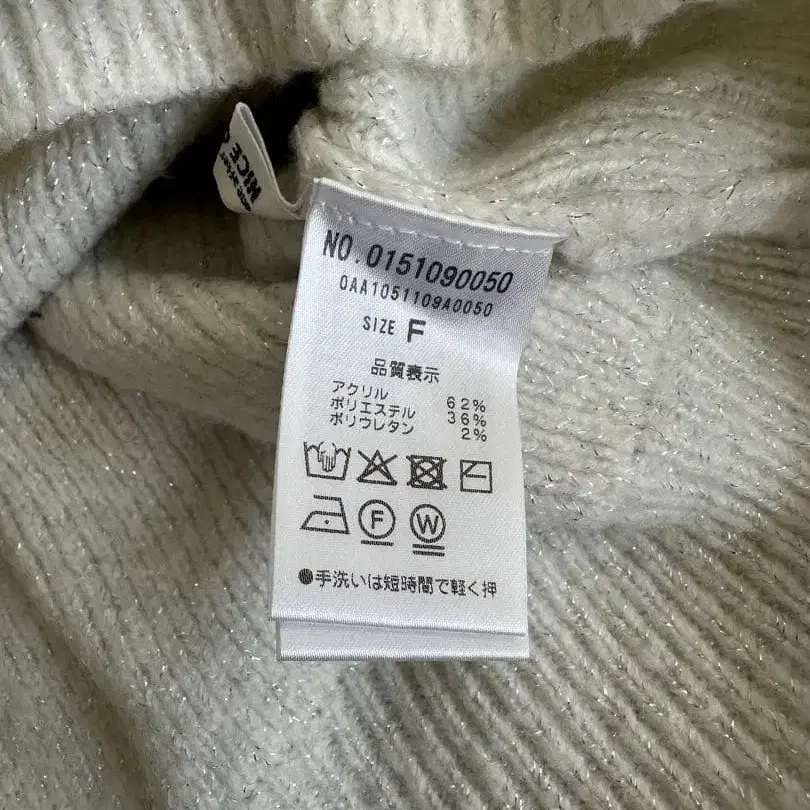 NICE
NO.0151090050
0AA1051109A0050
SIZE F
品質表示
アクリル 62%
ポリエステル 36%
ポリウレタン 2%
F W
●手洗いは短時間で軽く押